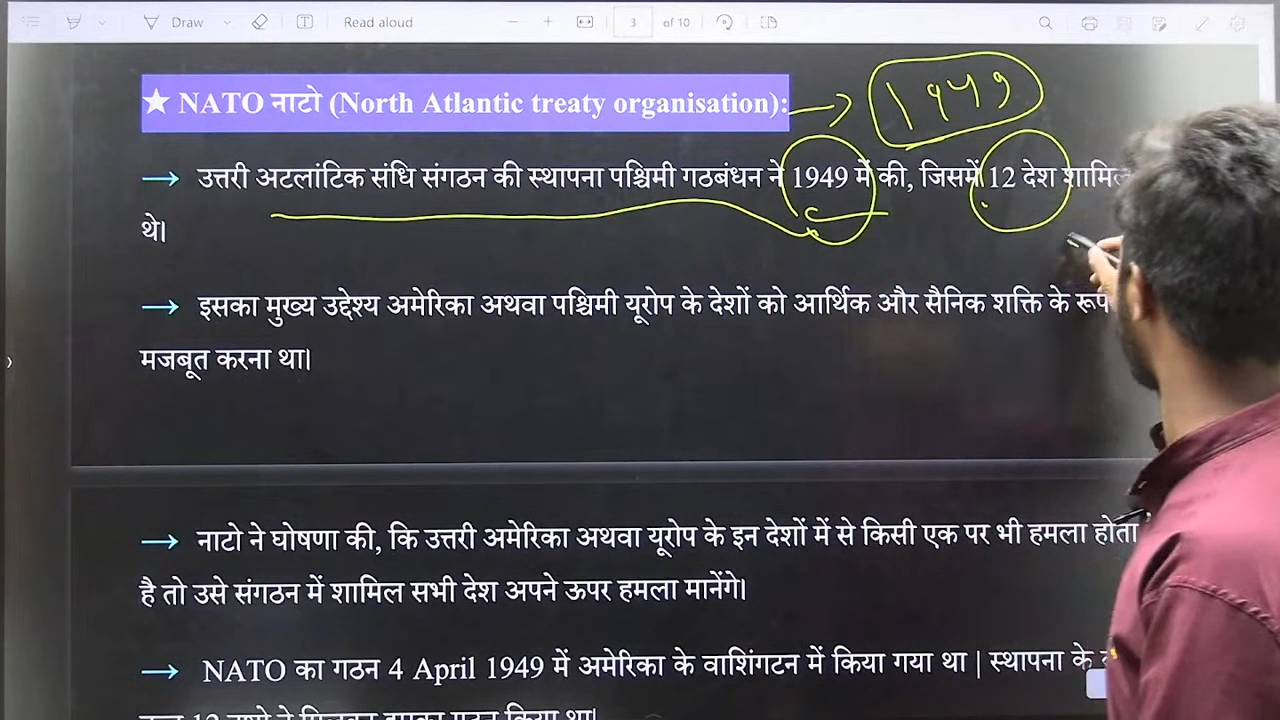 Draw
Read aloud
3 of 10
★ NATO नाटो (North Atlantic treaty organisation): → 1949
→ उत्तरी अटलांटिक संधि संगठन की स्थापना पश्चिमी गठबंधन ने 1949 में की, जिसमें 12 देश
थे।
→ इसका मुख्य उद्देश्य अमेरिका अथवा पश्चिमी यूरोप के देशों को आर्थिक और सैनिक शक्ति के रूप
मजबूत करना था।
→ नाटो ने घोषणा की, कि उत्तरी अमेरिका अथवा यूरोप के इन देशों में से किसी एक पर भी हमला होता
है तो उसे संगठन में शामिल सभी देश अपने ऊपर हमला मानेंगे।
→ NATO का गठन 4 April 1949 में अमेरिका के वाशिंगटन में किया गया था | स्थापना के